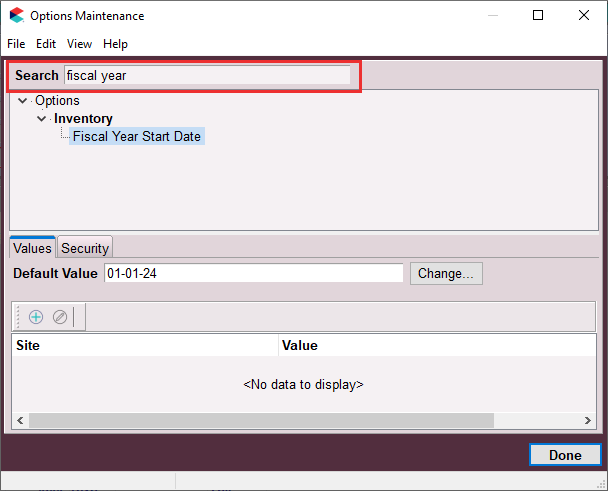 Options Maintenance
File Edit View Help
Search fiscal year
Options
Inventory
Fiscal Year Start Date
Values Security
Default Value 01-01-24 Change...
Site Value
<No data to display>
Done